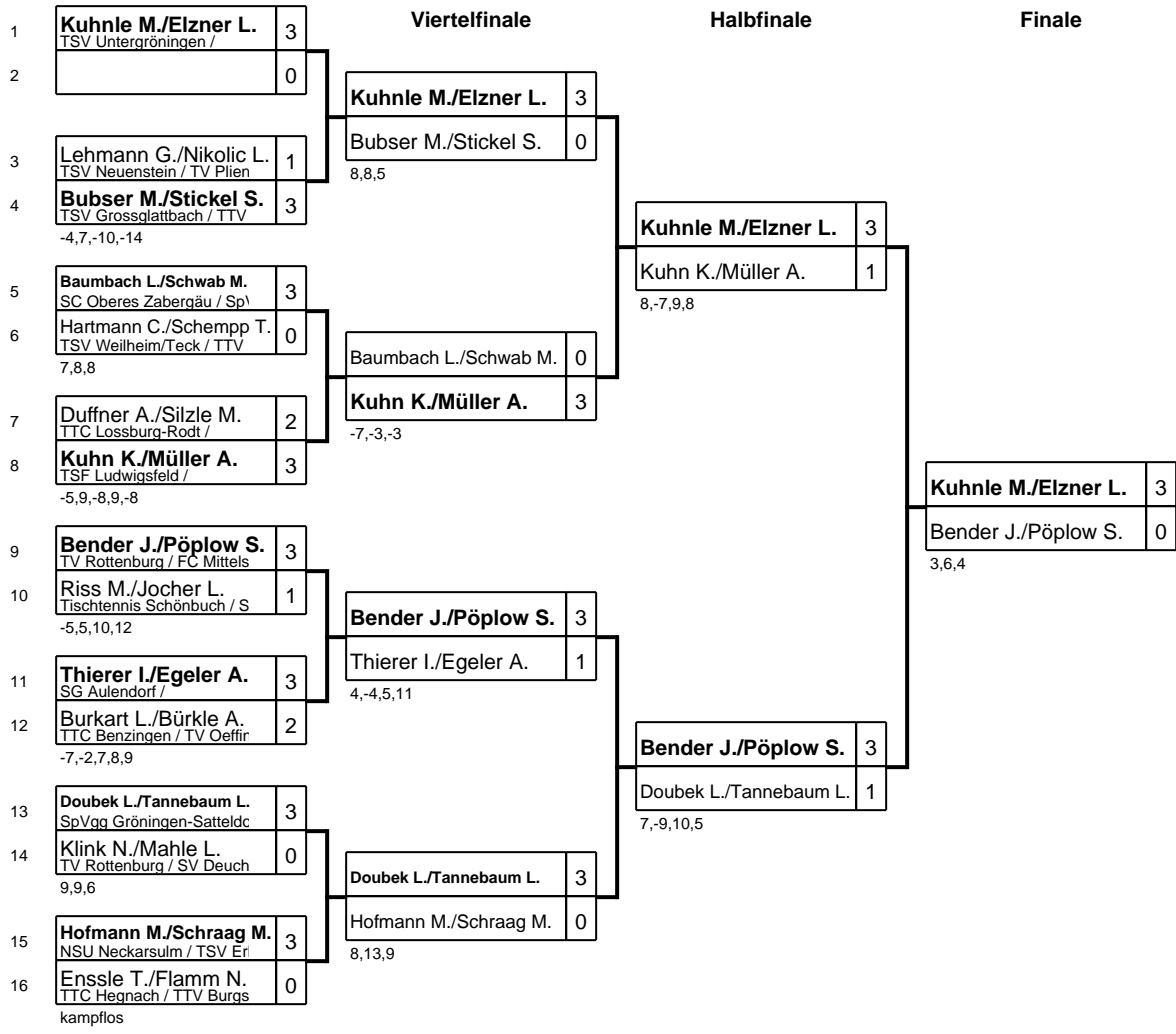 Viertelfinale
Halbfinale
Finale
1
Kuhnle M./Elzner L. 3
TSV Untergröningen /
2
0
3
Lehmann G./Nikolic L. 1
TSV Neuenstein / TV Plien
4
Bubser M./Stickel S. 3
TSV Grossglattbach / TTV
-4,7,-10,-14
5
Baumbach L./Schwab M. 3
SC Oberes Zabergäu / SpV
6
Hartmann C./Schempp T. 0
TSV Weilheim/Teck / TTV
7,8,8
7
Duffner A./Silzle M. 2
TTC Lossburg-Rodt /
8
Kuhn K./Müller A. 3
TSF Ludwigsfeld /
-5,9,-8,9,-8
9
Bender J./Pöplow S. 3
TV Rottenburg / FC Mittels
10
Riss M./Jocher L. 1
Tischtennis Schönbuch / S
-5,5,10,12
11
Thierer I./Egeler A. 3
SG Aulendorf /
12
Burkart L./Bürkle A. 2
TTC Benzingen / TV Oeffin
-7,-2,7,8,9
13
Doubek L./Tannebaum L. 3
SpVgg Gröningen-Satteldo
14
Klink N./Mahle L. 0
TV Rottenburg / SV Deuch
9,9,6
15
Hofmann M./Schraag M. 3
NSU Neckarsulm / TSV Erl
16
Enssle T./Flamm N. 0
TTC Hegnach / TTV Burgs
kampflos
Kuhnle M./Elzner L. 3
Bubser M./Stickel S. 0
8,8,5
Baumbach L./Schwab M. 0
Kuhn K./Müller A. 3
-7,-3,-3
Bender J./Pöplow S. 3
Thierer I./Egeler A. 1
4,-4,5,11
Doubek L./Tannebaum L. 3
Hofmann M./Schraag M. 0
8,13,9
Kuhnle M./Elzner L. 3
Kuhn K./Müller A. 1
8,-7,9,8
Bender J./Pöplow S. 3
Doubek L./Tannebaum L. 1
7,-9,10,5
Kuhnle M./Elzner L. 3
Bender J./Pöplow S. 0
3,6,4